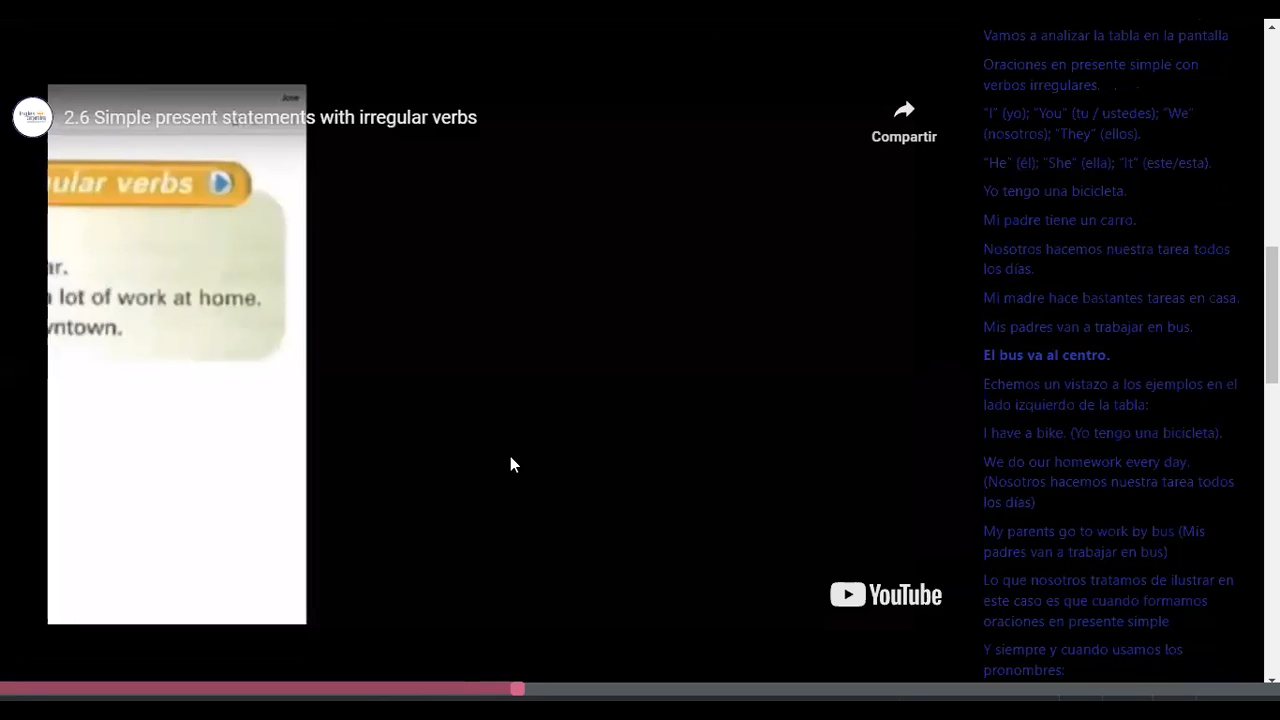 Jose
2.6 Simple present statements with irregular verbs
Compartir
ular verbs
ar.
lot of work at home.
wntown.
YouTube
Vamos a analizar la tabla en la pantalla
Oraciones en presente simple con
verbos irregulares.
"I" (yo); "You" (tu / ustedes); "We"
(nosotros); "They" (ellos).
"He" (él); "She" (ella); "It" (este/esta).
Yo tengo una bicicleta.
Mi padre tiene un carro.
Nosotros hacemos nuestra tarea todos
los días.
Mi madre hace bastantes tareas en casa.
Mis padres van a trabajar en bus.
El bus va al centro.
Echemos un vistazo a los ejemplos en el
lado izquierdo de la tabla:
I have a bike. (Yo tengo una bicicleta).
We do our homework every day.
(Nosotros hacemos nuestra tarea todos
los días)
My parents go to work by bus (Mis
padres van a trabajar en bus)
Lo que nosotros tratamos de ilustrar en
este caso es que cuando formamos
oraciones en presente simple
Y siempre y cuando usamos los
pronombres: